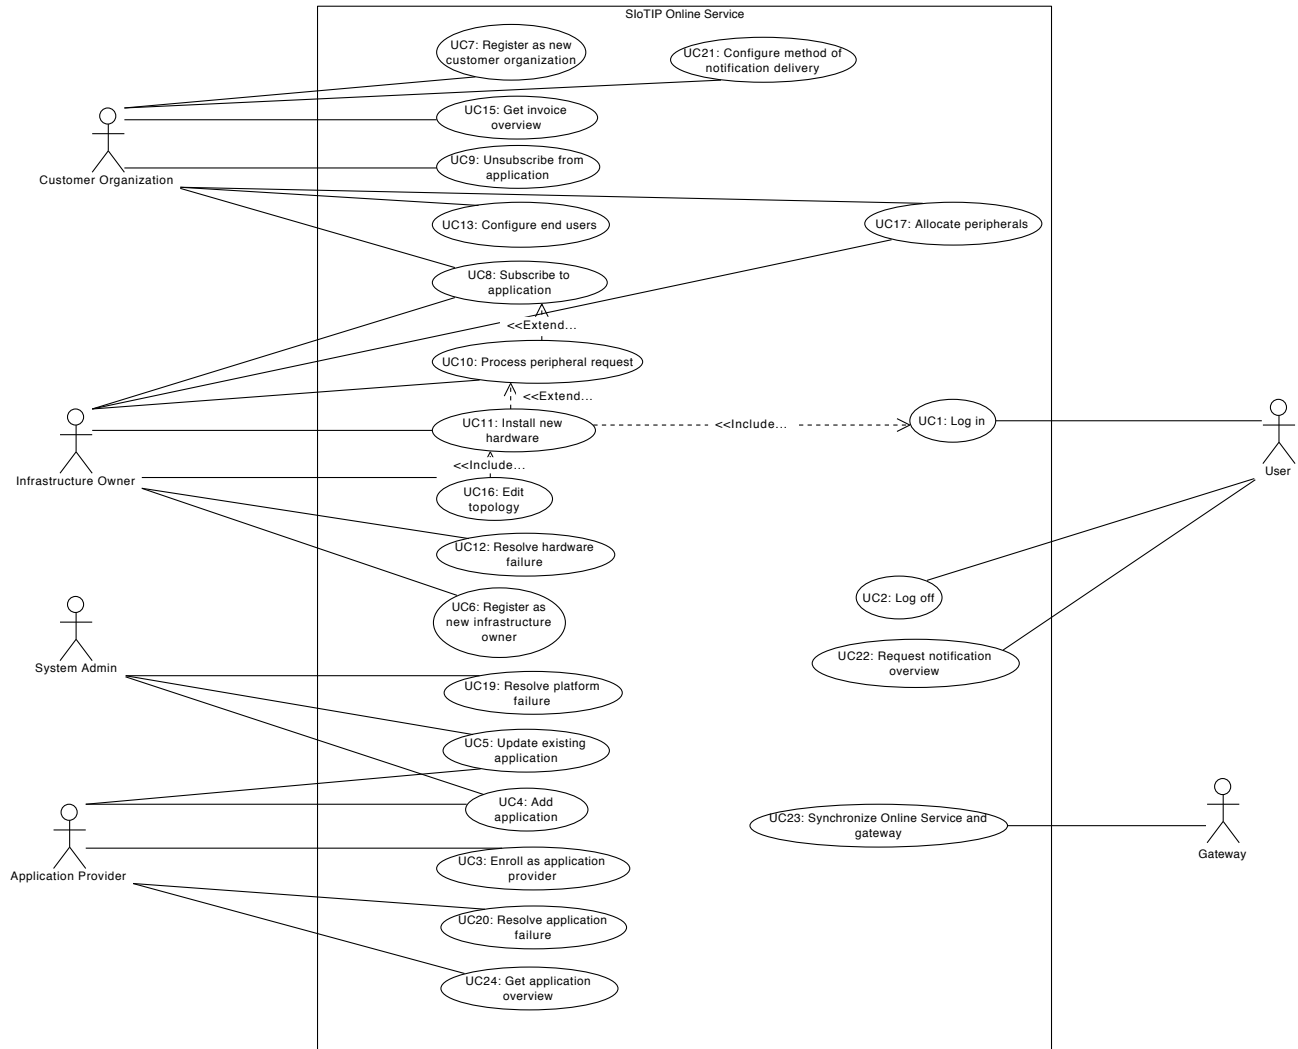 SIoTIP Online Service
UC7: Register as new
customer organization
UC21: Configure method of
notification delivery
UC15: Get invoice
overview
Customer Organization
UC9: Unsubscribe from
application
UC13: Configure end users
UC17: Allocate peripherals
UC8: Subscribe to
application
<<Extend...
UC10: Process peripheral request
<<Extend...
UC11: Install new
hardware
<<Include...
UC1: Log in
User
<<Include...
Infrastructure Owner
UC16: Edit
topology
UC12: Resolve hardware
failure
UC2: Log off
UC6: Register as
new infrastructure
owner
UC22: Request notification
overview
System Admin
UC19: Resolve platform
failure
UC5: Update existing
application
UC4: Add
application
UC23: Synchronize Online Service and
gateway
Gateway
UC3: Enroll as application
provider
Application Provider
UC20: Resolve application
failure
UC24: Get application
overview